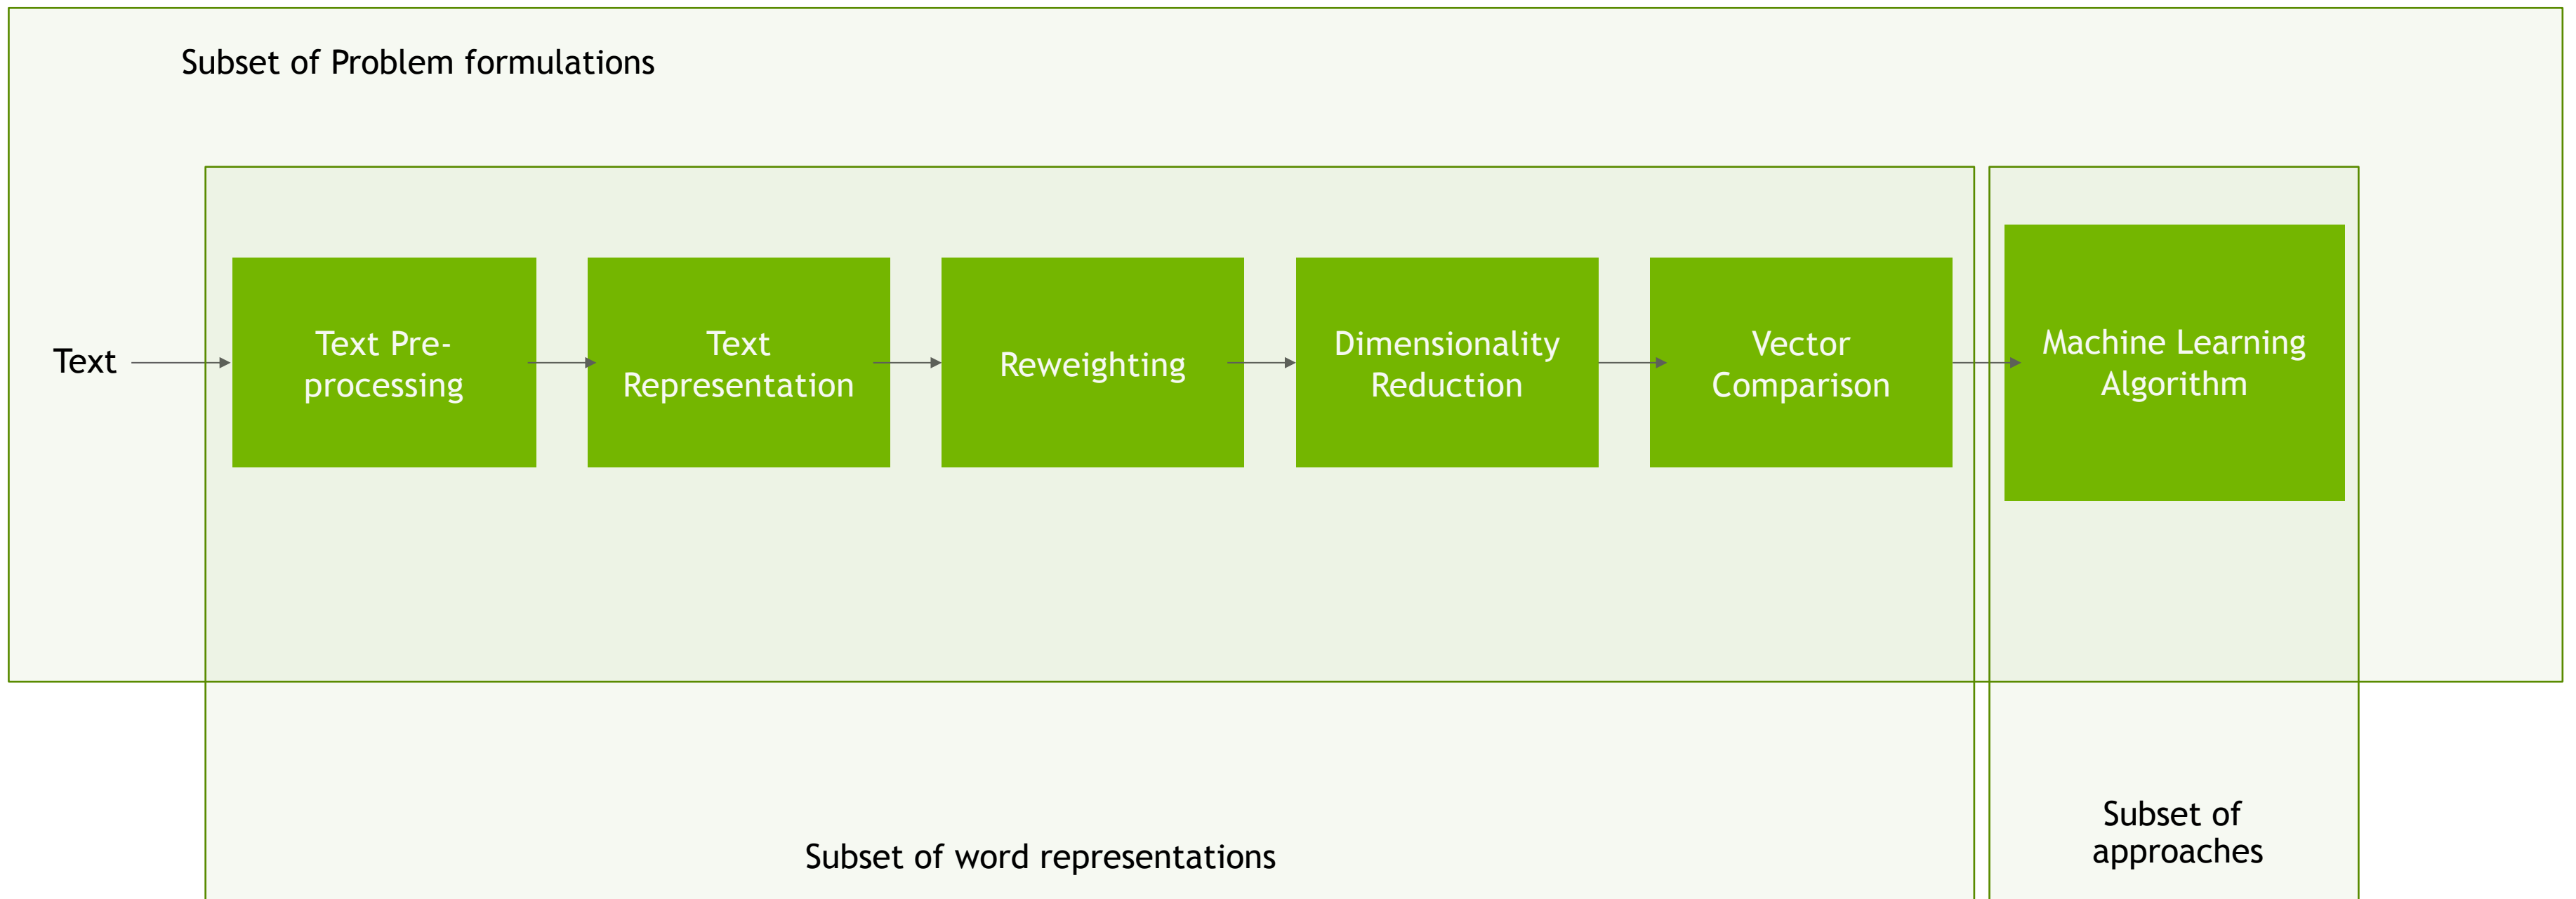 Subset of Problem formulations
Text
Text Pre-
processing
Text
Representation
Reweighting
Dimensionality
Reduction
Vector
Comparison
Machine Learning
Algorithm
Subset of word representations
Subset of
approaches